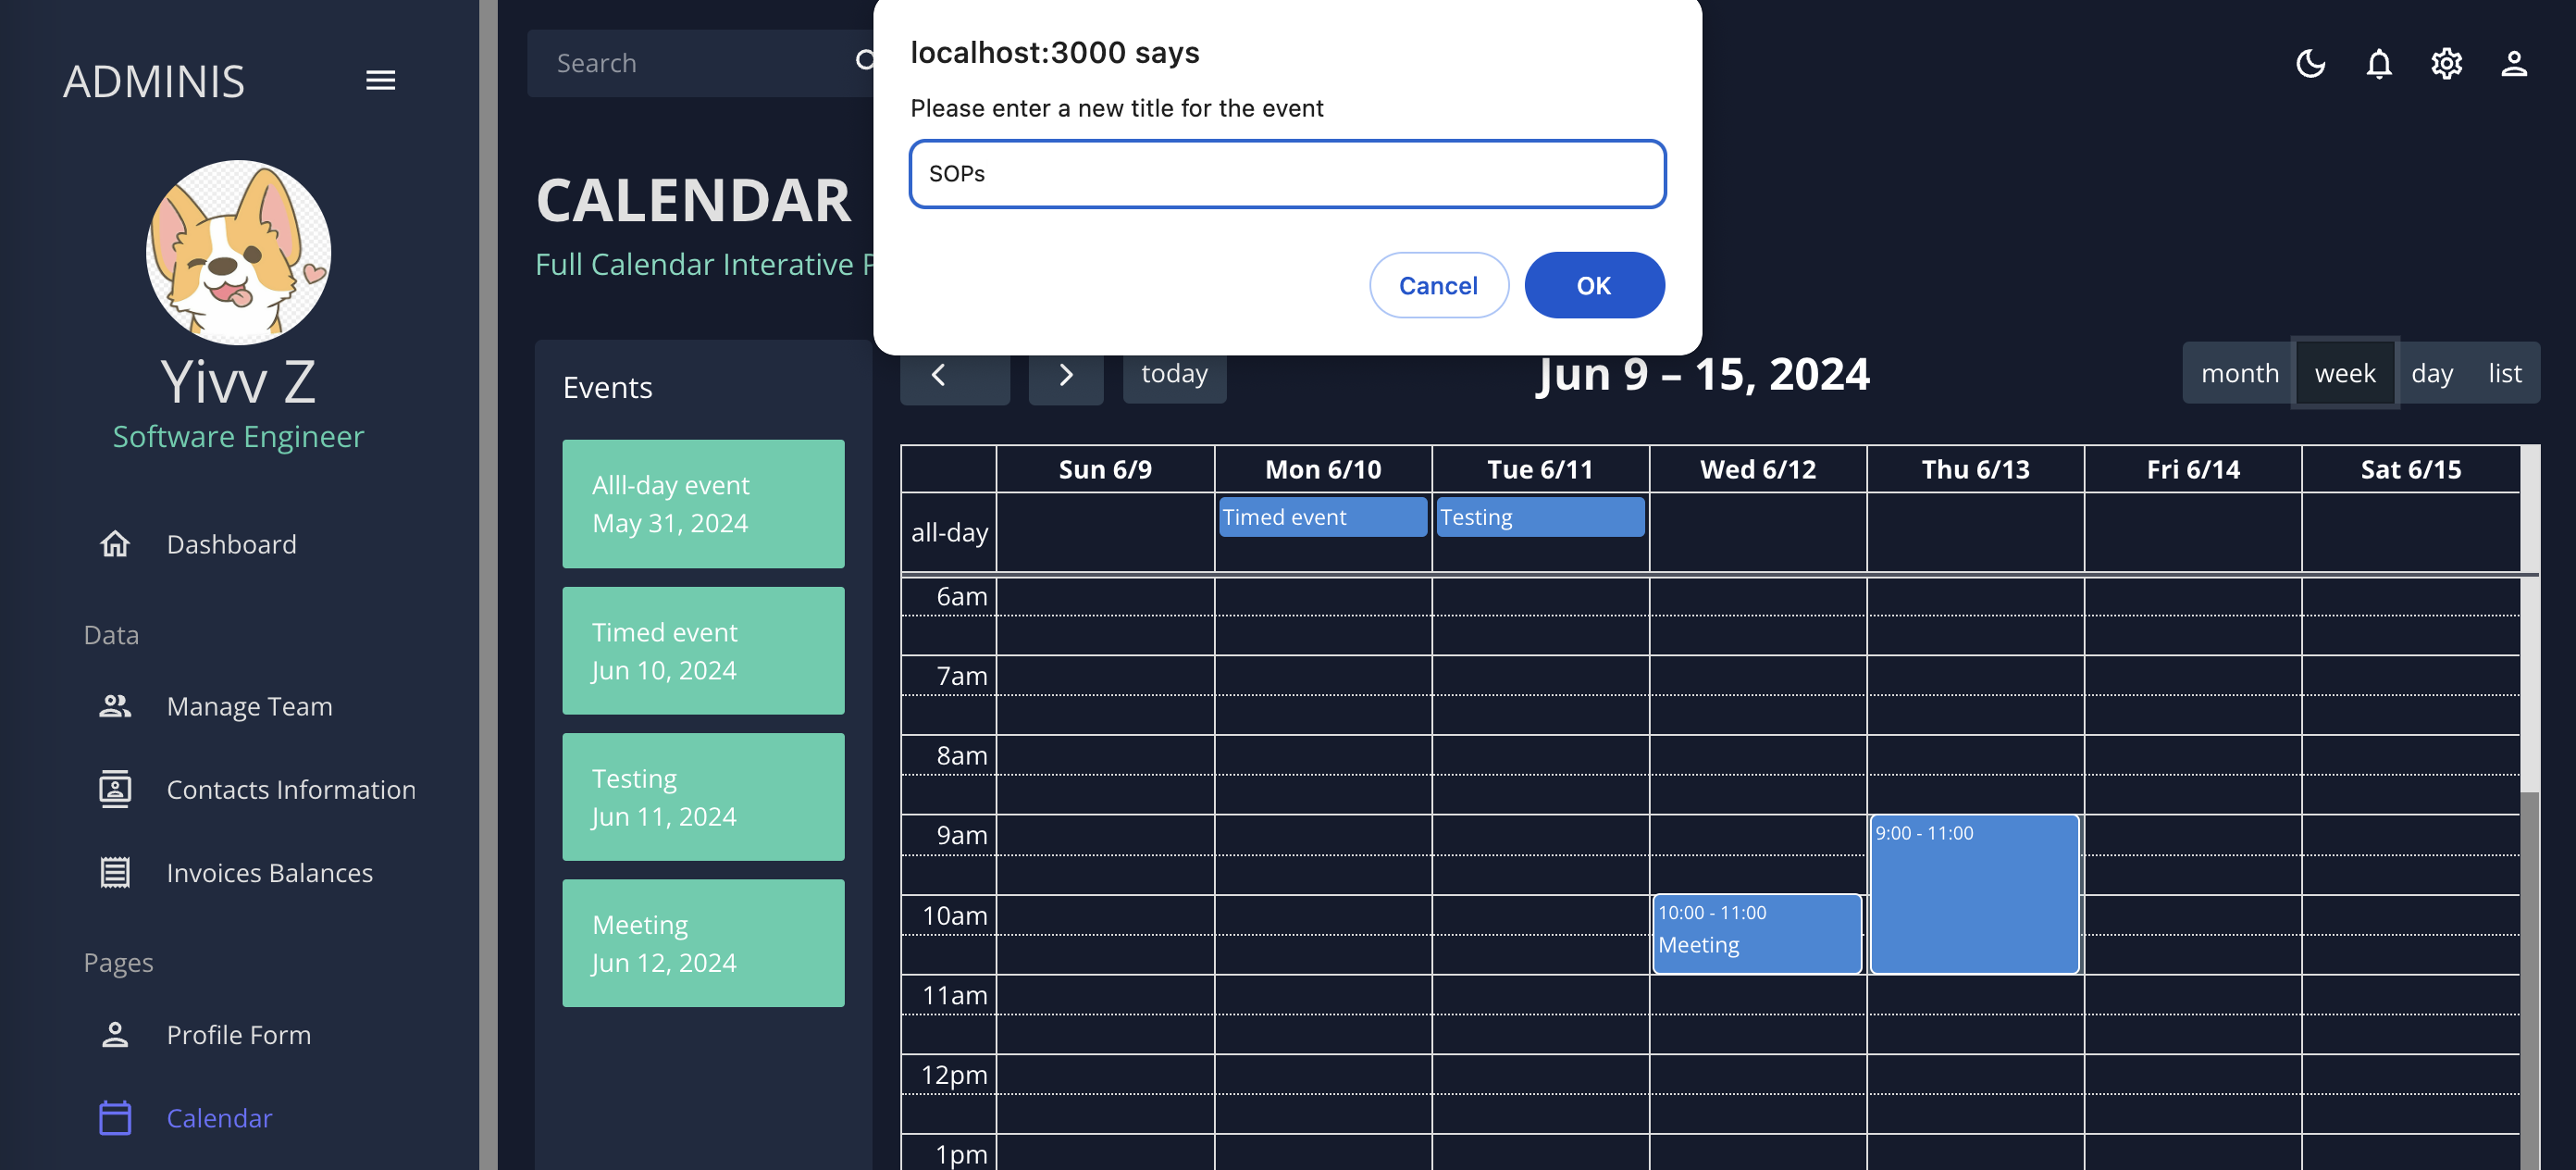 ADMINIS
Yivv Z
Software Engineer
Dashboard
Data
Manage Team
Contacts Information
Invoices Balances
Pages
Profile Form
Calendar
Search
localhost:3000 says
Please enter a new title for the event
SOPs
Cancel OK
CALENDAR
Full Calendar Interative
Events
Alll-day event
May 31, 2024
Timed event
Jun 10, 2024
Testing
Jun 11, 2024
Meeting
Jun 12, 2024
today
Jun 9 – 15, 2024
month week day list
Sun 6/9 Mon 6/10 Tue 6/11 Wed 6/12 Thu 6/13 Fri 6/14 Sat 6/15
all-day Timed event Testing
6am
7am
8am
9am 9:00 - 11:00
10am 10:00 - 11:00
Meeting
11am
12pm
1pm